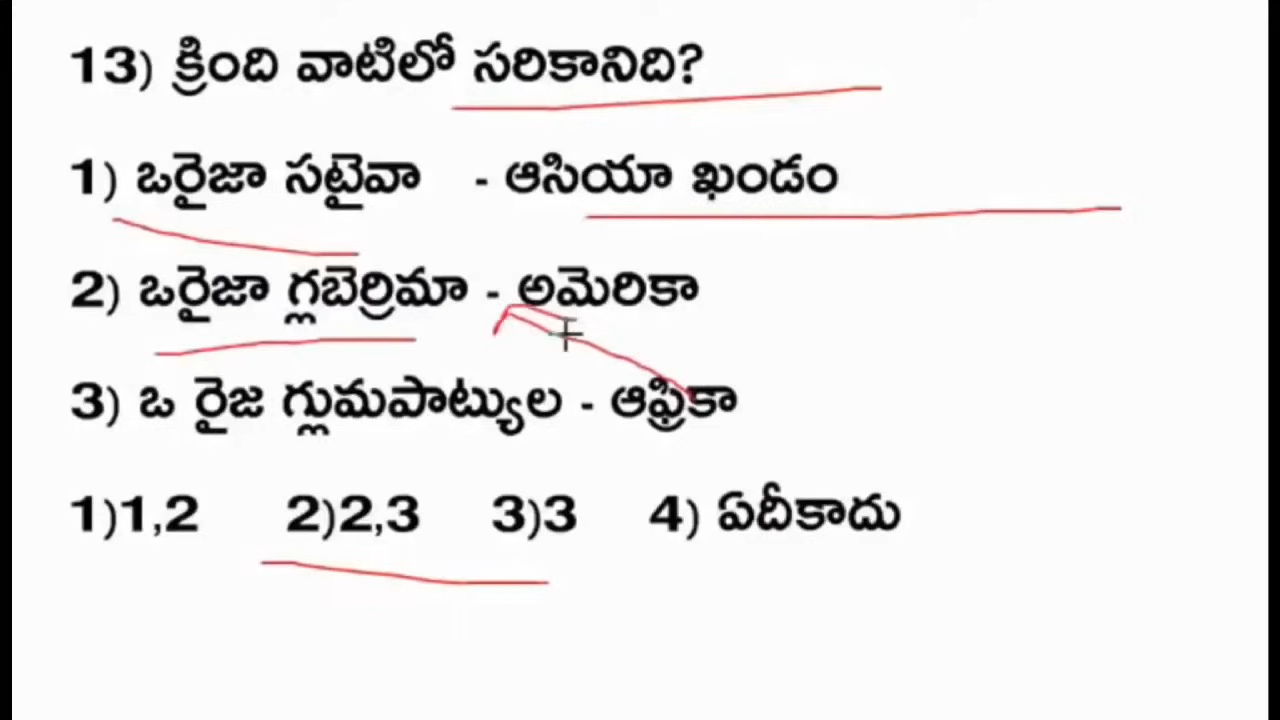 13) క్రింది వాటిలో సరికానిది?
1) ఒరైజా సటైవా - ఆసియా ఖండం
2) ఒరైజా గ్లబెర్రిమా - అమెరికా
3) ఒ రైజ గ్లుమపాట్యుల - ఆఫ్రికా
1)1,2 2)2,3 3)3 4) ఏదీకాదు